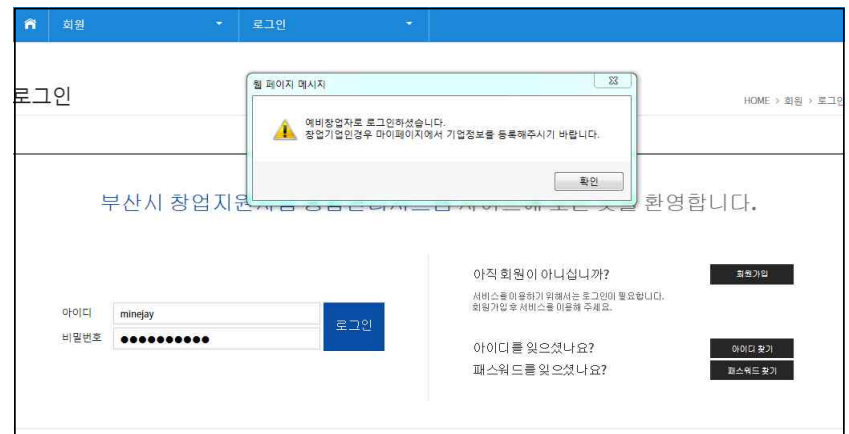 회원
로그인
로그인
HOME > 회원 > 로그인
웹 페이지 메시지
예비창업자로 로그인하셨습니다.
창업기업인경우 마이페이지에서 기업정보를 등록해주시기 바랍니다.
확인
부산시 창업지원 환영합니다.
아직 회원이 아니십니까?
회원가입
서비스를 이용하기 위해서는 로그인이 필요합니다.
회원가입 후 서비스를 이용해 주세요.
아이디 minejay
비밀번호 ●●●●●●●●●●
로그인
아이디를 잊으셨나요?
아이디 찾기
패스워드를 잊으셨나요?
패스워드 찾기